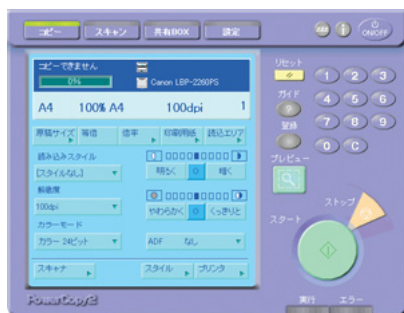 コピー スキャン 共有BOX 設定
ON/OFF
コピーできません
0%
Canon LBP-2260PS
A4 100% A4 100dpi 1
原稿サイズ 等倍 倍率 印刷用紙 読込エリア
読み込みスタイル
[スタイルなし] 明るく 暗く
解像度
100dpi やわらかく くっきりと
カラーモード
カラー 24ビット ADF なし
スキャナ スタイル プリンタ
PowerCopy2
リセット
1 2 3
ガイド
4 5 6
登録
7 8 9
0 C
プレビュー
ストップ
スタート
実行 エラー